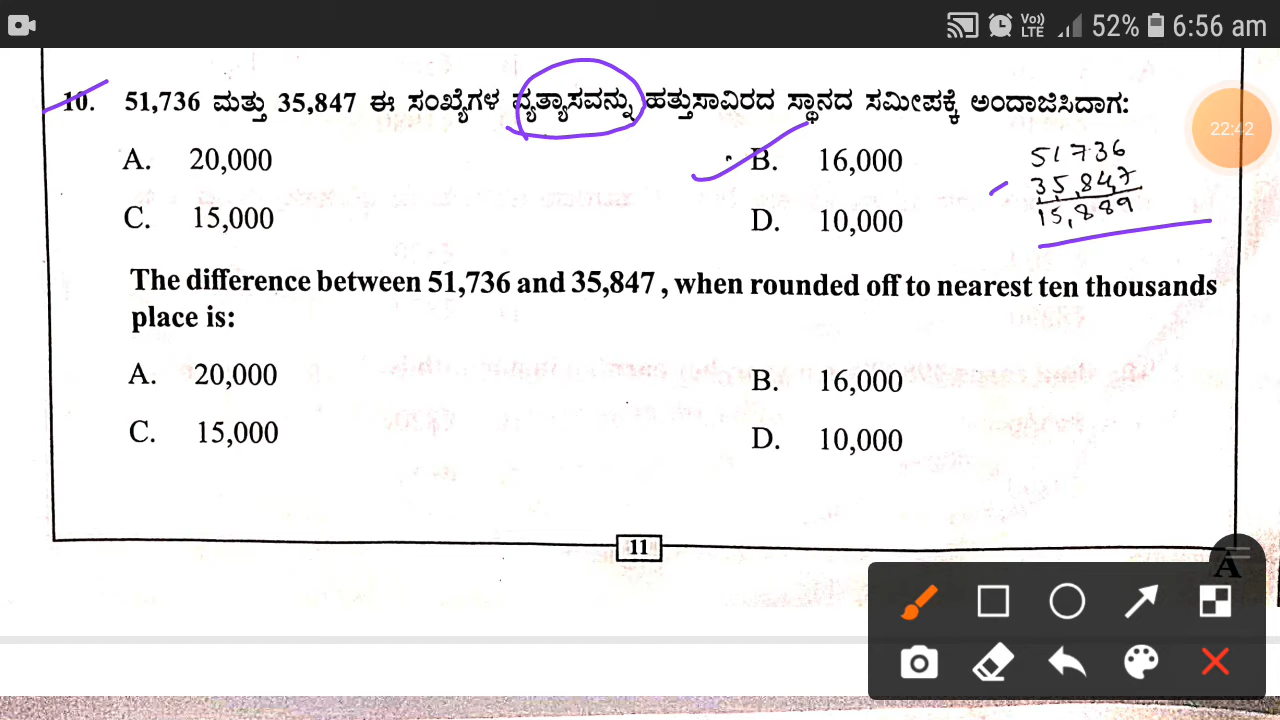 Vo)) LTE 52% 6:56 am
10. 51,736 ಮತ್ತು 35,847 ಈ ಸಂಖ್ಯೆಗಳ ವ್ಯತ್ಯಾಸವನ್ನು ಹತ್ತುಸಾವಿರದ ಸ್ಥಾನದ ಸಮೀಪಕ್ಕೆ ಅಂದಾಜಿಸಿದಾಗ:
22:42
A. 20,000 B. 16,000
C. 15,000 D. 10,000
51736
35,847
15,889
The difference between 51,736 and 35,847 , when rounded off to nearest ten thousands
place is:
A. 20,000 B. 16,000
C. 15,000 D. 10,000
11
A